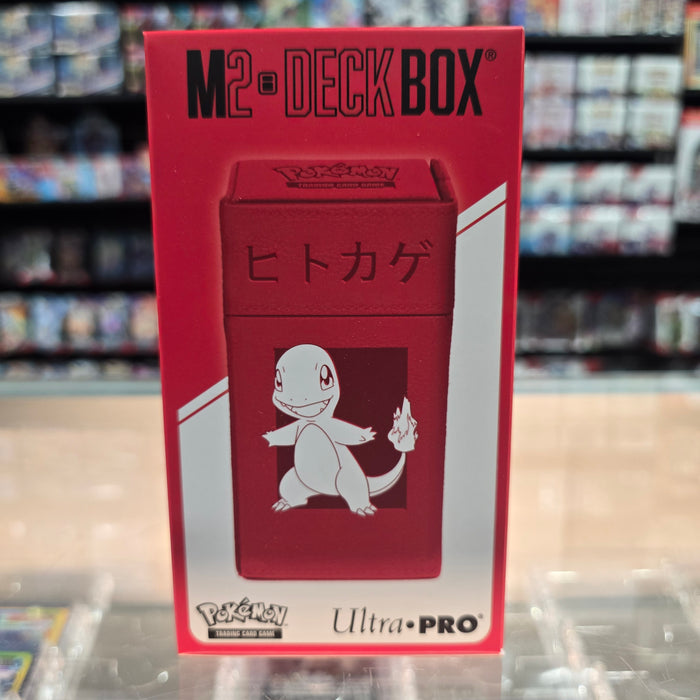 M2 DECK BOX®
POKÉMON
TRADING CARD GAME
ヒトカゲ
POKÉMON
TRADING CARD GAME
Ultra•PRO®